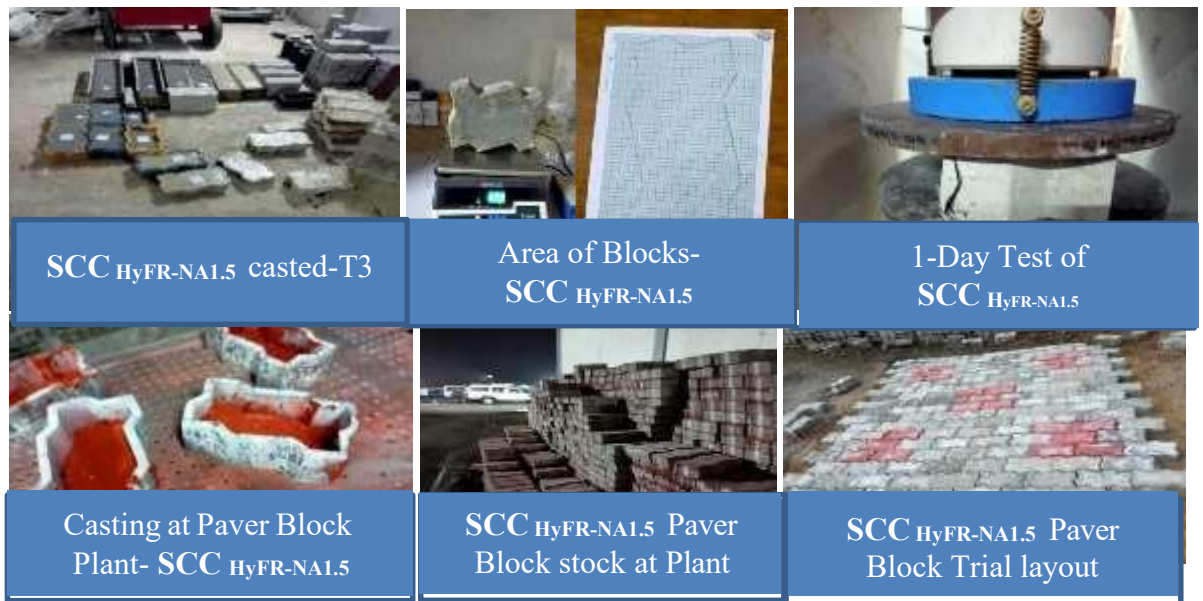 SCC HyFR-NA1.5 casted-T3
Area of Blocks-
SCC HyFR-NA1.5
1-Day Test of
SCC HyFR-NA1.5
Casting at Paver Block
Plant- SCC HyFR-NA1.5
SCC HyFR-NA1.5 Paver
Block stock at Plant
SCC HyFR-NA1.5 Paver
Block Trial layout